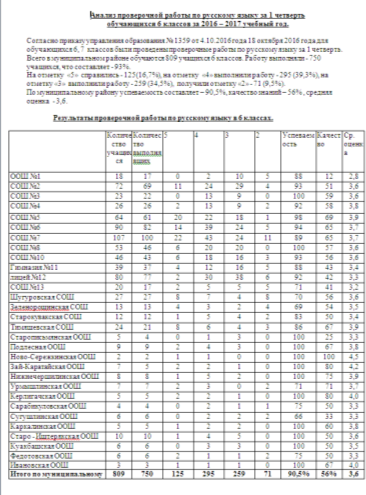 Анализ проверочной работы по русскому языку за 1 четверть
обучающихся 6 классов за 2016 – 2017 учебный год.
Согласно приказу управления образования №1359 от 4.10.2016 года 18 октября 2016 года для
обучающихся 6, 7 классов были проведены проверочные работы по русскому языку за 1 четверть.
Всего в муниципальном районе обучаются 809 учащихся 6 классов. Работу выполняли - 750
учащихся, что составляет - 93%.
На отметку «5» справились - 125(16,7%), на отметку «4» выполнили работу - 295 (39,3%), на
отметку «3» выполнили работу - 259 (34,5%), получили отметку «2» - 71 (9,5%).
По муниципальному району успеваемость составляет – 90,5%, качество знаний – 56%, средняя
оценка - 3,6.
Результаты проверочной работы по русскому языку в 6 классах.
Количество учащихся Количество выполнявших 5 4 3 2 Успеваемость Качество Ср. оценка
ООШ №1 18 17 0 2 10 5 88 12 2,8
СОШ №2 72 69 11 24 29 4 93 51 3,6
СОШ №3 23 22 0 13 9 0 100 59 3,6
СОШ №4 26 26 2 13 9 2 92 58 3,8
СОШ №5 64 61 20 22 18 1 98 69 3,9
СОШ №6 90 82 14 39 24 5 94 65 3,7
СОШ №7 107 100 22 43 24 11 89 65 3,7
СОШ №8 53 46 6 20 20 0 100 57 3,6
СОШ №10 46 43 6 18 16 3 93 56 3,6
Гимназия №11 39 37 4 12 16 5 88 43 3,4
лицей №12 80 77 2 30 38 6 92 42 3,3
СОШ №13 20 17 2 5 5 5 71 41 3,2
Шугуровская СОШ 27 27 8 7 4 8 70 56 3,6
Зеленорощинская СОШ 13 13 4 3 2 4 69 54 3,5
Старокувакская СОШ 12 12 1 5 4 2 83 50 3,4
Тимяшевская СОШ 24 21 8 6 4 3 86 67 3,9
Старописьмянская СОШ 5 4 0 1 3 0 100 25 3,3
Подлесная ООШ 9 9 2 4 3 0 100 67 3,8
Ново-Сережкинская ООШ 2 2 1 1 0 0 100 100 4,5
Зай-Каратайская ООШ 7 5 2 2 1 0 100 80 4,2
Нижнечершилинская ООШ 8 8 1 5 2 0 100 75 3,9
Урмышлинская ООШ 7 7 2 3 0 2 71 71 3,7
Керлигачская ООШ 5 5 2 2 1 0 100 80 4,0
Сарабикуловская ООШ 4 4 0 2 1 1 75 50 3,3
Сугушлинская ООШ 6 6 0 2 2 2 66 33 3,3
Каркалинская ООШ 5 5 1 2 2 0 100 60 3,8
Старо - Иштерякская ООШ 10 10 1 4 5 0 100 50 3,6
Куакбашская ООШ 6 6 0 3 3 0 100 50 3,5
Федотовская ООШ 6 6 2 1 1 2 75 50 3,3
Ивановская ООШ 3 3 1 1 1 0 100 67 4,0
Итого по муниципальному 809 750 125 295 259 71 90,5% 56% 3,6